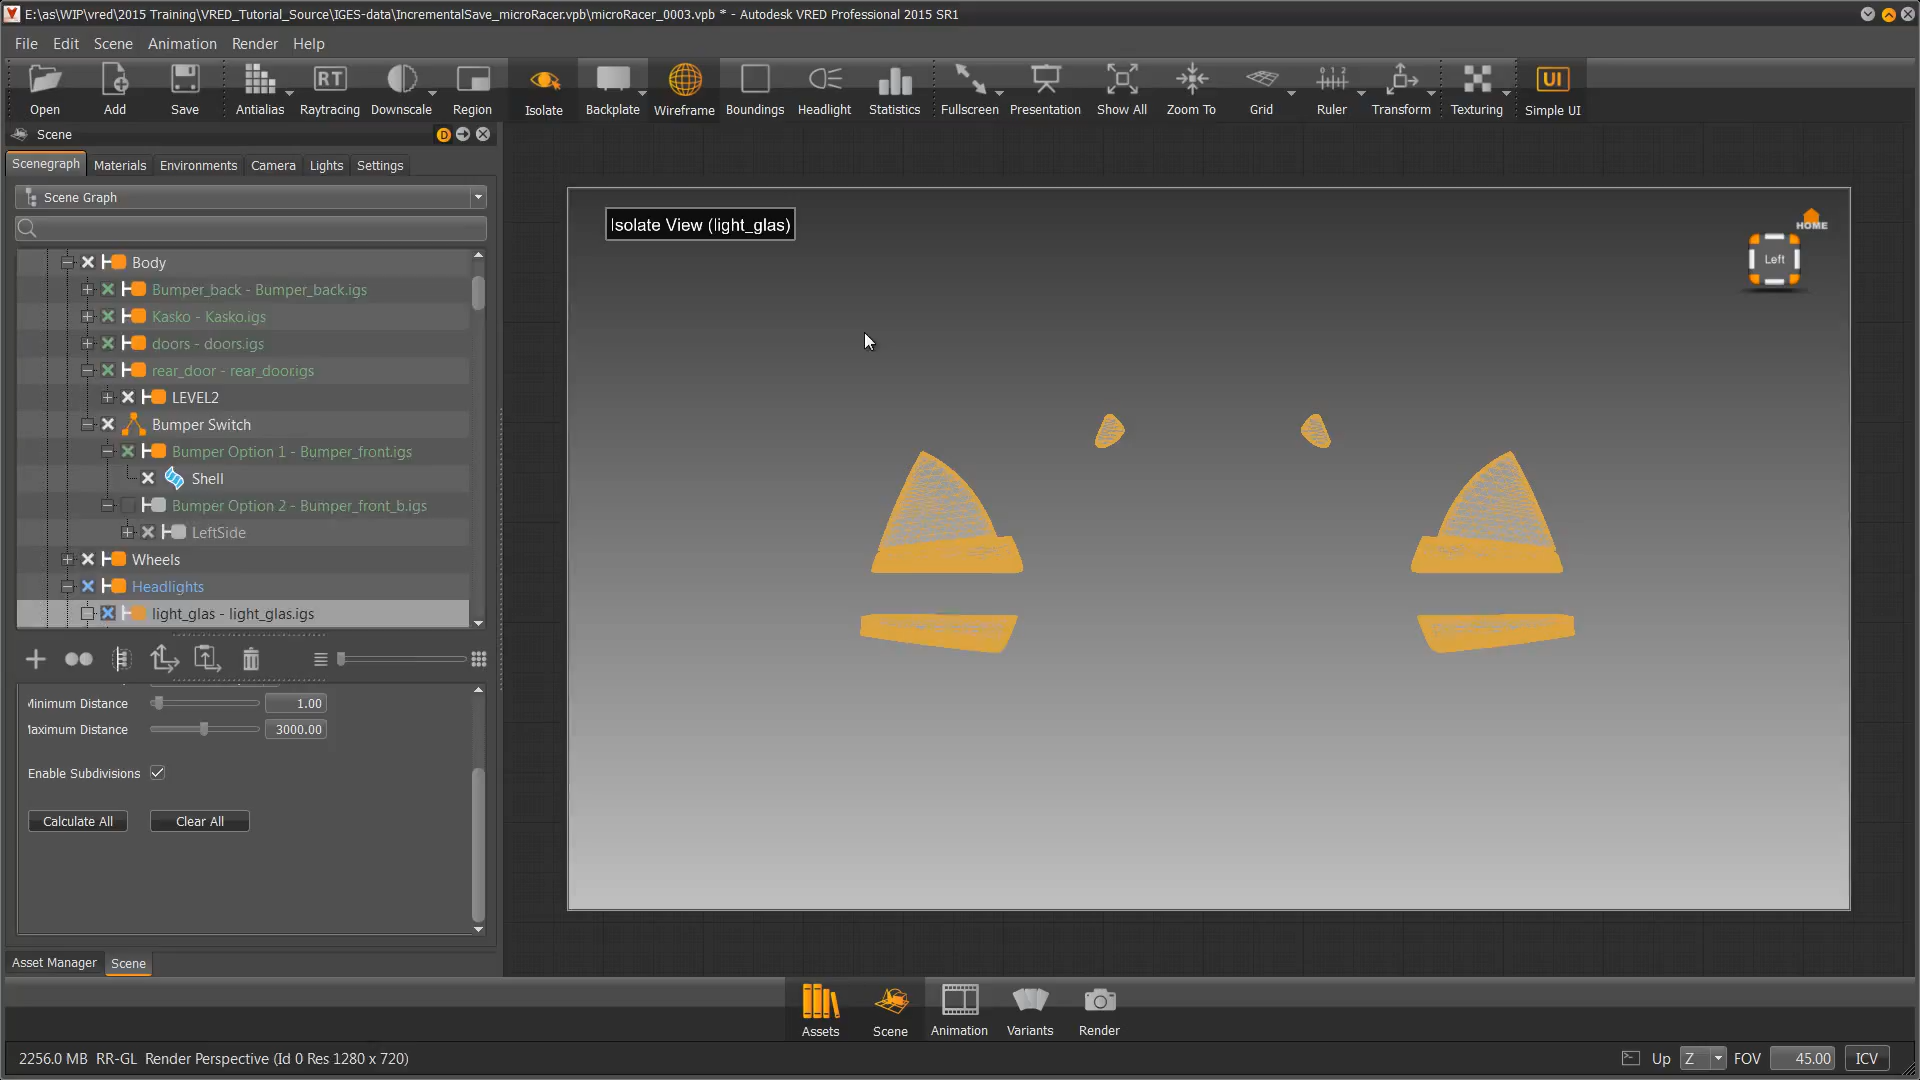 E:\as\WIP\vred\2015 Training\VRED_Tutorial_Source\IGES-data\IncrementalSave_microRacer.vpb\microRacer_0003.vpb * - Autodesk VRED Professional 2015 SR1
File Edit Scene Animation Render Help
RT
0 1 2
UI
Open Add Save Antialias Raytracing Downscale Region Isolate Backplate Wireframe Boundings Headlight Statistics Fullscreen Presentation Show All Zoom To Grid Ruler Transform Texturing Simple UI
Scene
D
Scenegraph Materials Environments Camera Lights Settings
Scene Graph
Isolate View (light_glas)
HOME
Left
Body
Bumper_back - Bumper_back.igs
Kasko - Kasko.igs
doors - doors.igs
rear_door - rear_door.igs
LEVEL2
Bumper Switch
Bumper Option 1 - Bumper_front.igs
Shell
Bumper Option 2 - Bumper_front_b.igs
LeftSide
Wheels
Headlights
light_glas - light_glas.igs
Minimum Distance 1.00
Maximum Distance 3000.00
Enable Subdivisions
Calculate All Clear All
Asset Manager Scene
Assets Scene Animation Variants Render
2256.0 MB RR-GL Render Perspective (Id 0 Res 1280 x 720) Up Z FOV 45.00 ICV